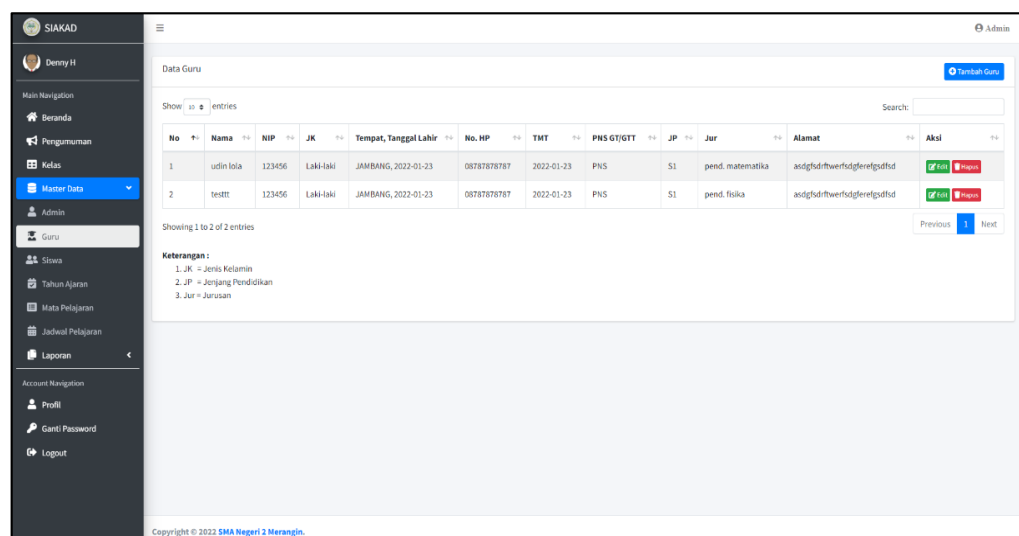 SIAKAD
Admin
Denny H
Main Navigation
Beranda
Pengumuman
Kelas
Master Data
Admin
Guru
Siswa
Tahun Ajaran
Mata Pelajaran
Jadwal Pelajaran
Laporan
Account Navigation
Profil
Ganti Password
Logout
Data Guru
Tambah Guru
Show 10 entries
Search:
No Nama NIP JK Tempat, Tanggal Lahir No. HP TMT PNS GT/GTT JP Jur Alamat Aksi
1 udin lola 123456 Laki-laki JAMBANG, 2022-01-23 08787878787 2022-01-23 PNS S1 pend. matematika asdgfsdrftwerfsdgferefgsdfsd Edit Hapus
2 testtt 123456 Laki-laki JAMBANG, 2022-01-23 08787878787 2022-01-23 PNS S1 pend. fisika asdgfsdrftwerfsdgferefgsdfsd Edit Hapus
Showing 1 to 2 of 2 entries
Previous 1 Next
Keterangan :
1. JK = Jenis Kelamin
2. JP = Jenjang Pendidikan
3. Jur = Jurusan
Copyright © 2022 SMA Negeri 2 Merangin.